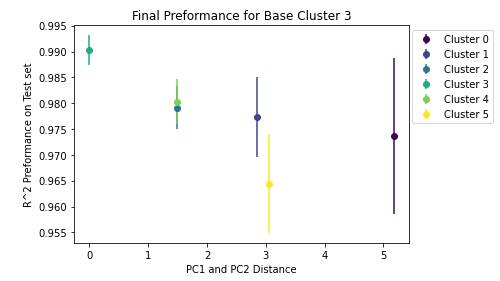 Final Preformance for Base Cluster 3
R^2 Preformance on Test set
0.995
0.990
0.985
0.980
0.975
0.970
0.965
0.960
0.955
0
1
2
3
4
5
PC1 and PC2 Distance
Cluster 0
Cluster 1
Cluster 2
Cluster 3
Cluster 4
Cluster 5